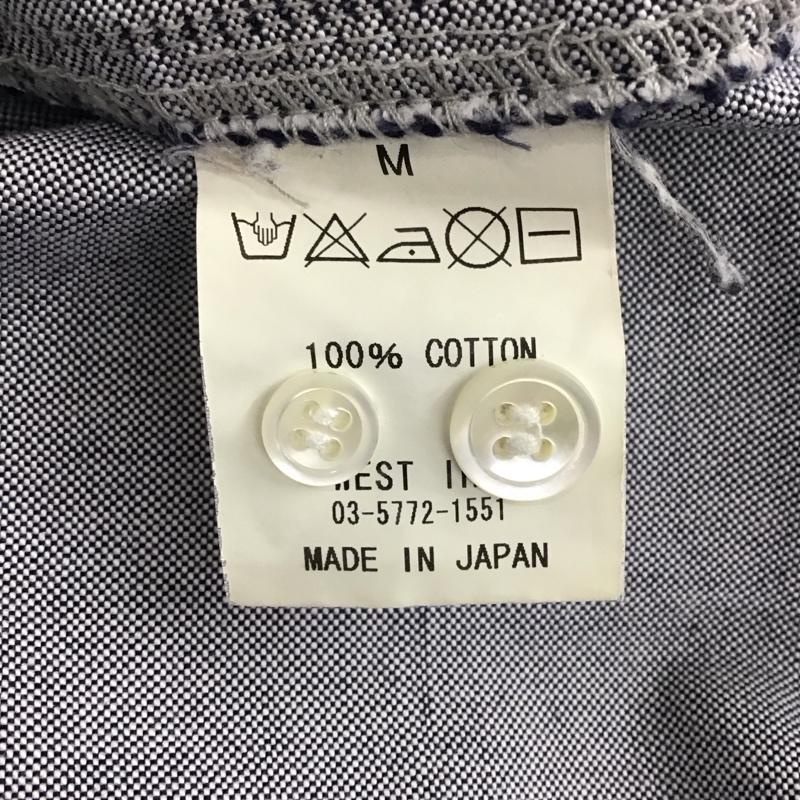 M
100% COTTON
03-5772-1551
MADE IN JAPAN